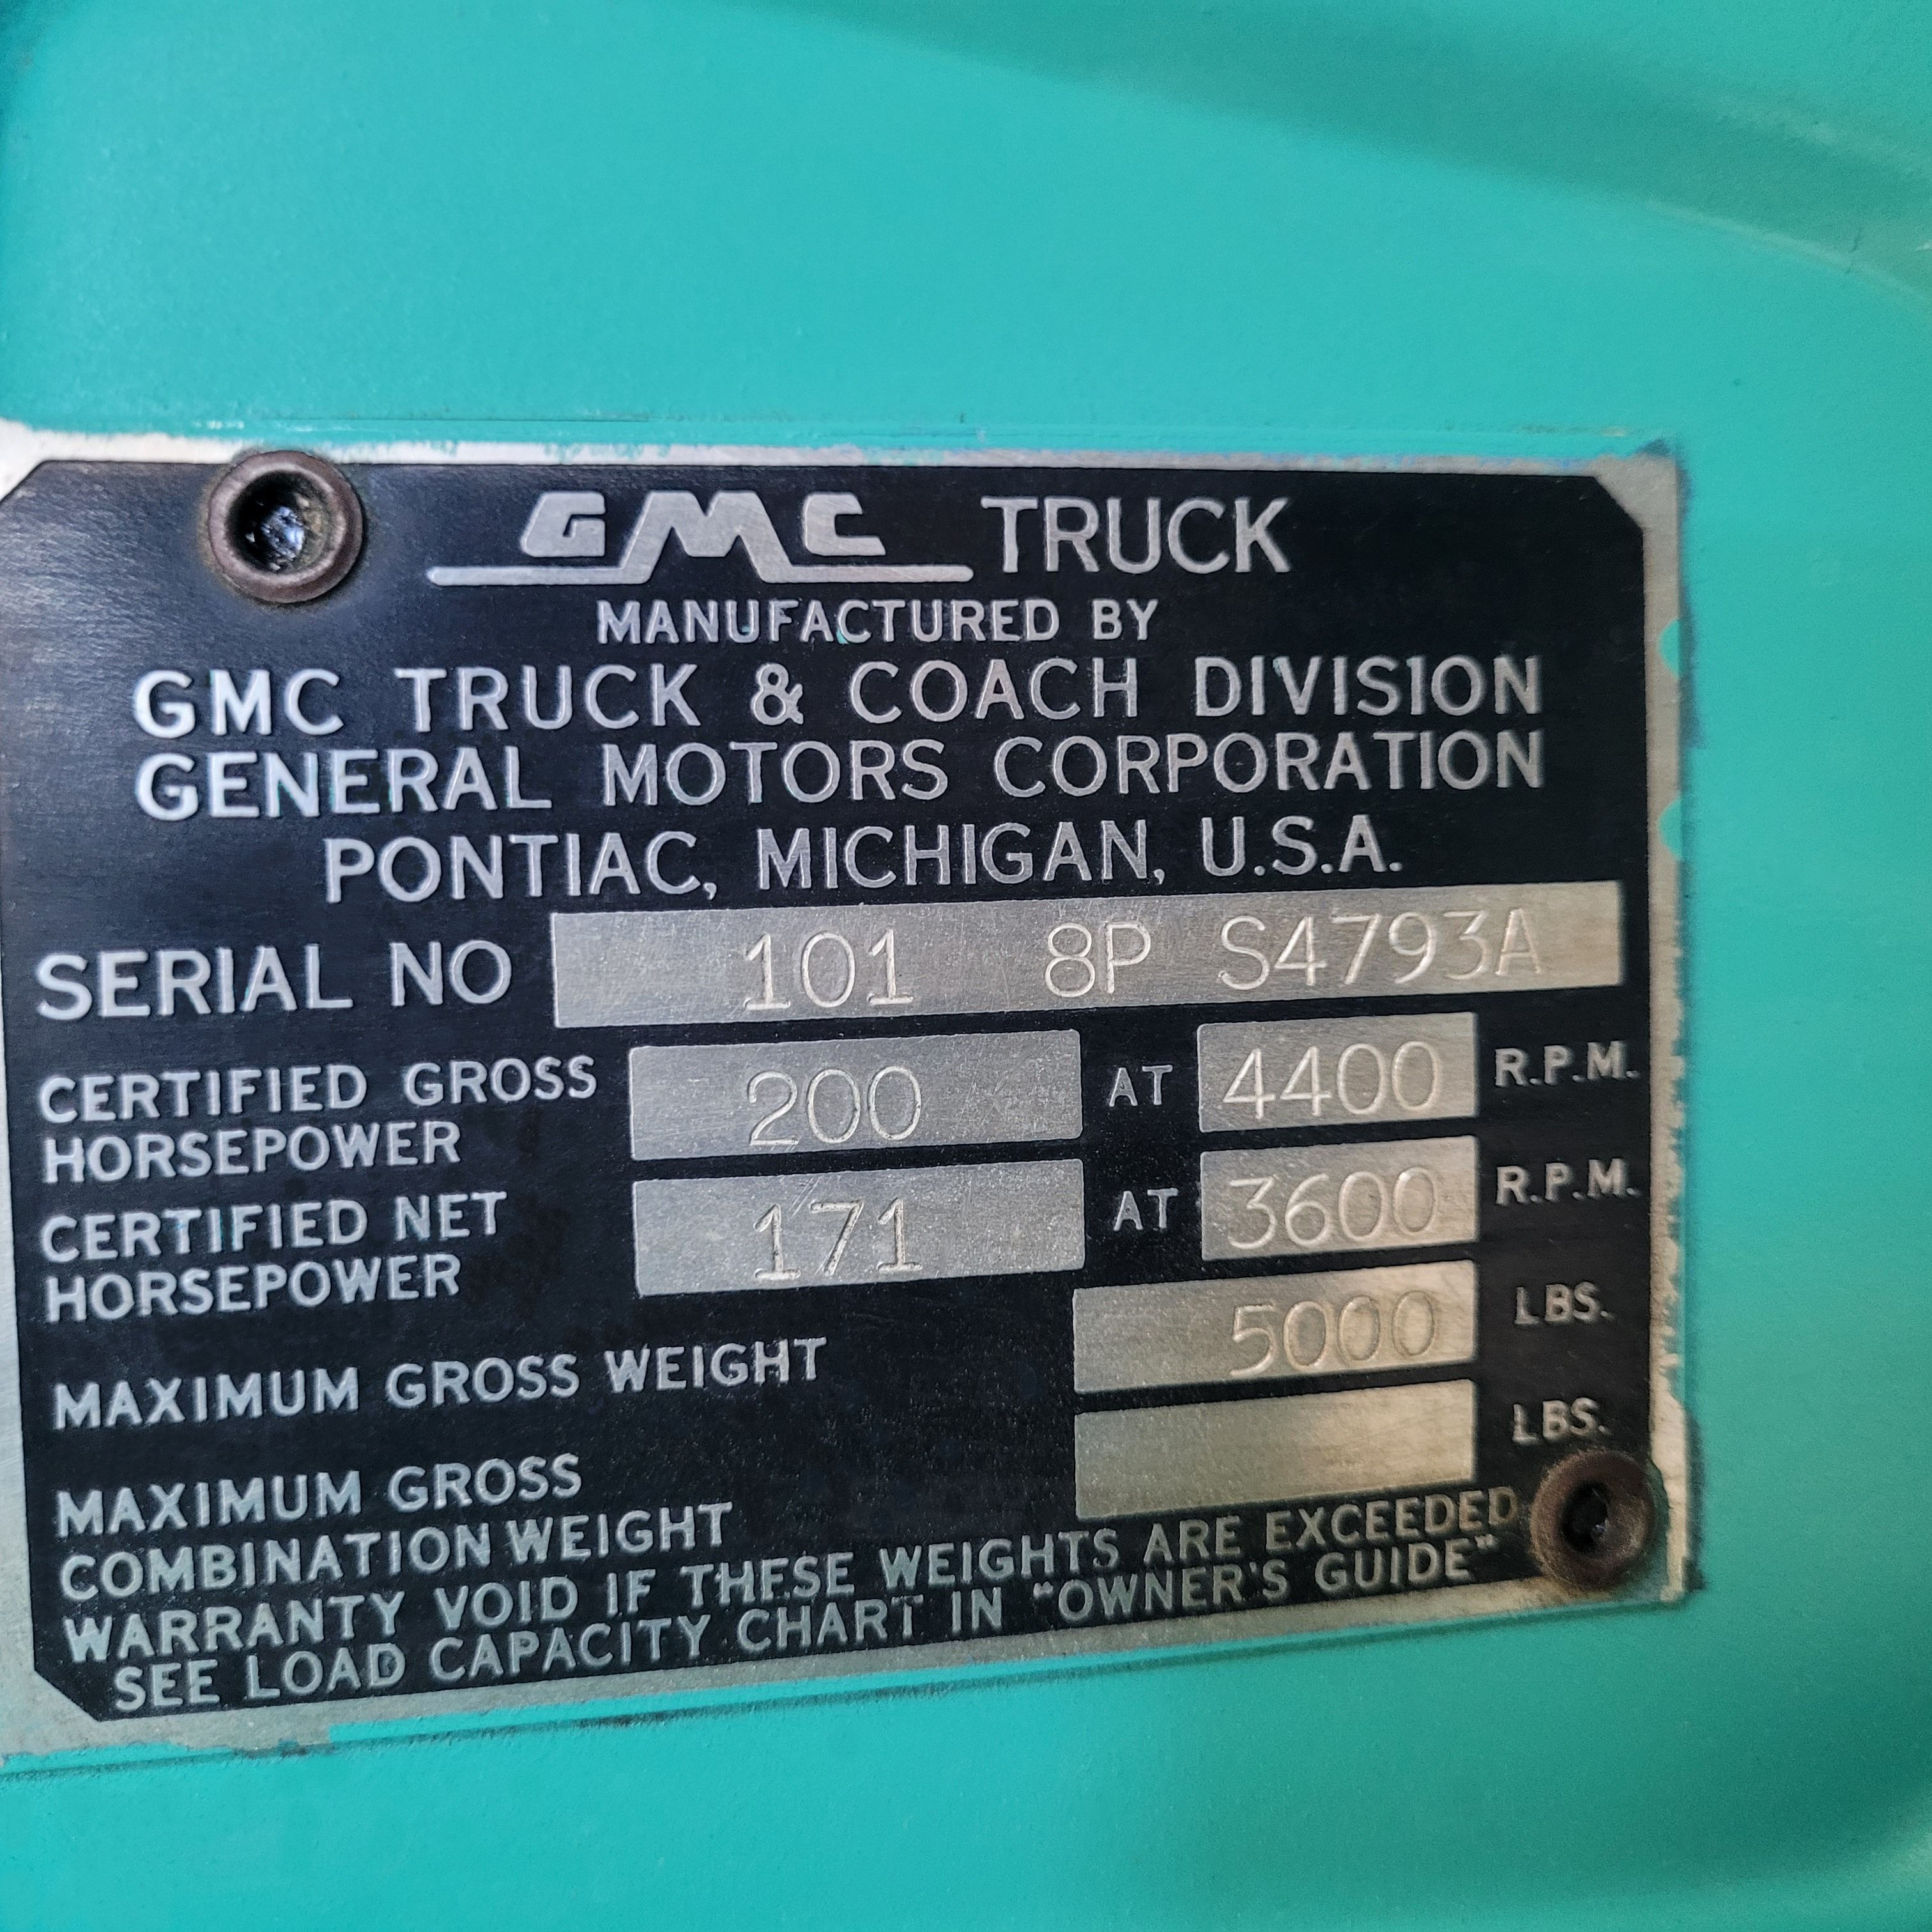 GMC TRUCK
MANUFACTURED BY
GMC TRUCK & COACH DIVISION
GENERAL MOTORS CORPORATION
PONTIAC, MICHIGAN, U.S.A.
SERIAL NO 101 8P S4793A
CERTIFIED GROSS HORSEPOWER 200 AT 4400 R.P.M.
CERTIFIED NET HORSEPOWER 171 AT 3600 R.P.M.
MAXIMUM GROSS WEIGHT 5000 LBS.
MAXIMUM GROSS COMBINATION WEIGHT LBS.
WARRANTY VOID IF THESE WEIGHTS ARE EXCEEDED
SEE LOAD CAPACITY CHART IN "OWNER'S GUIDE"